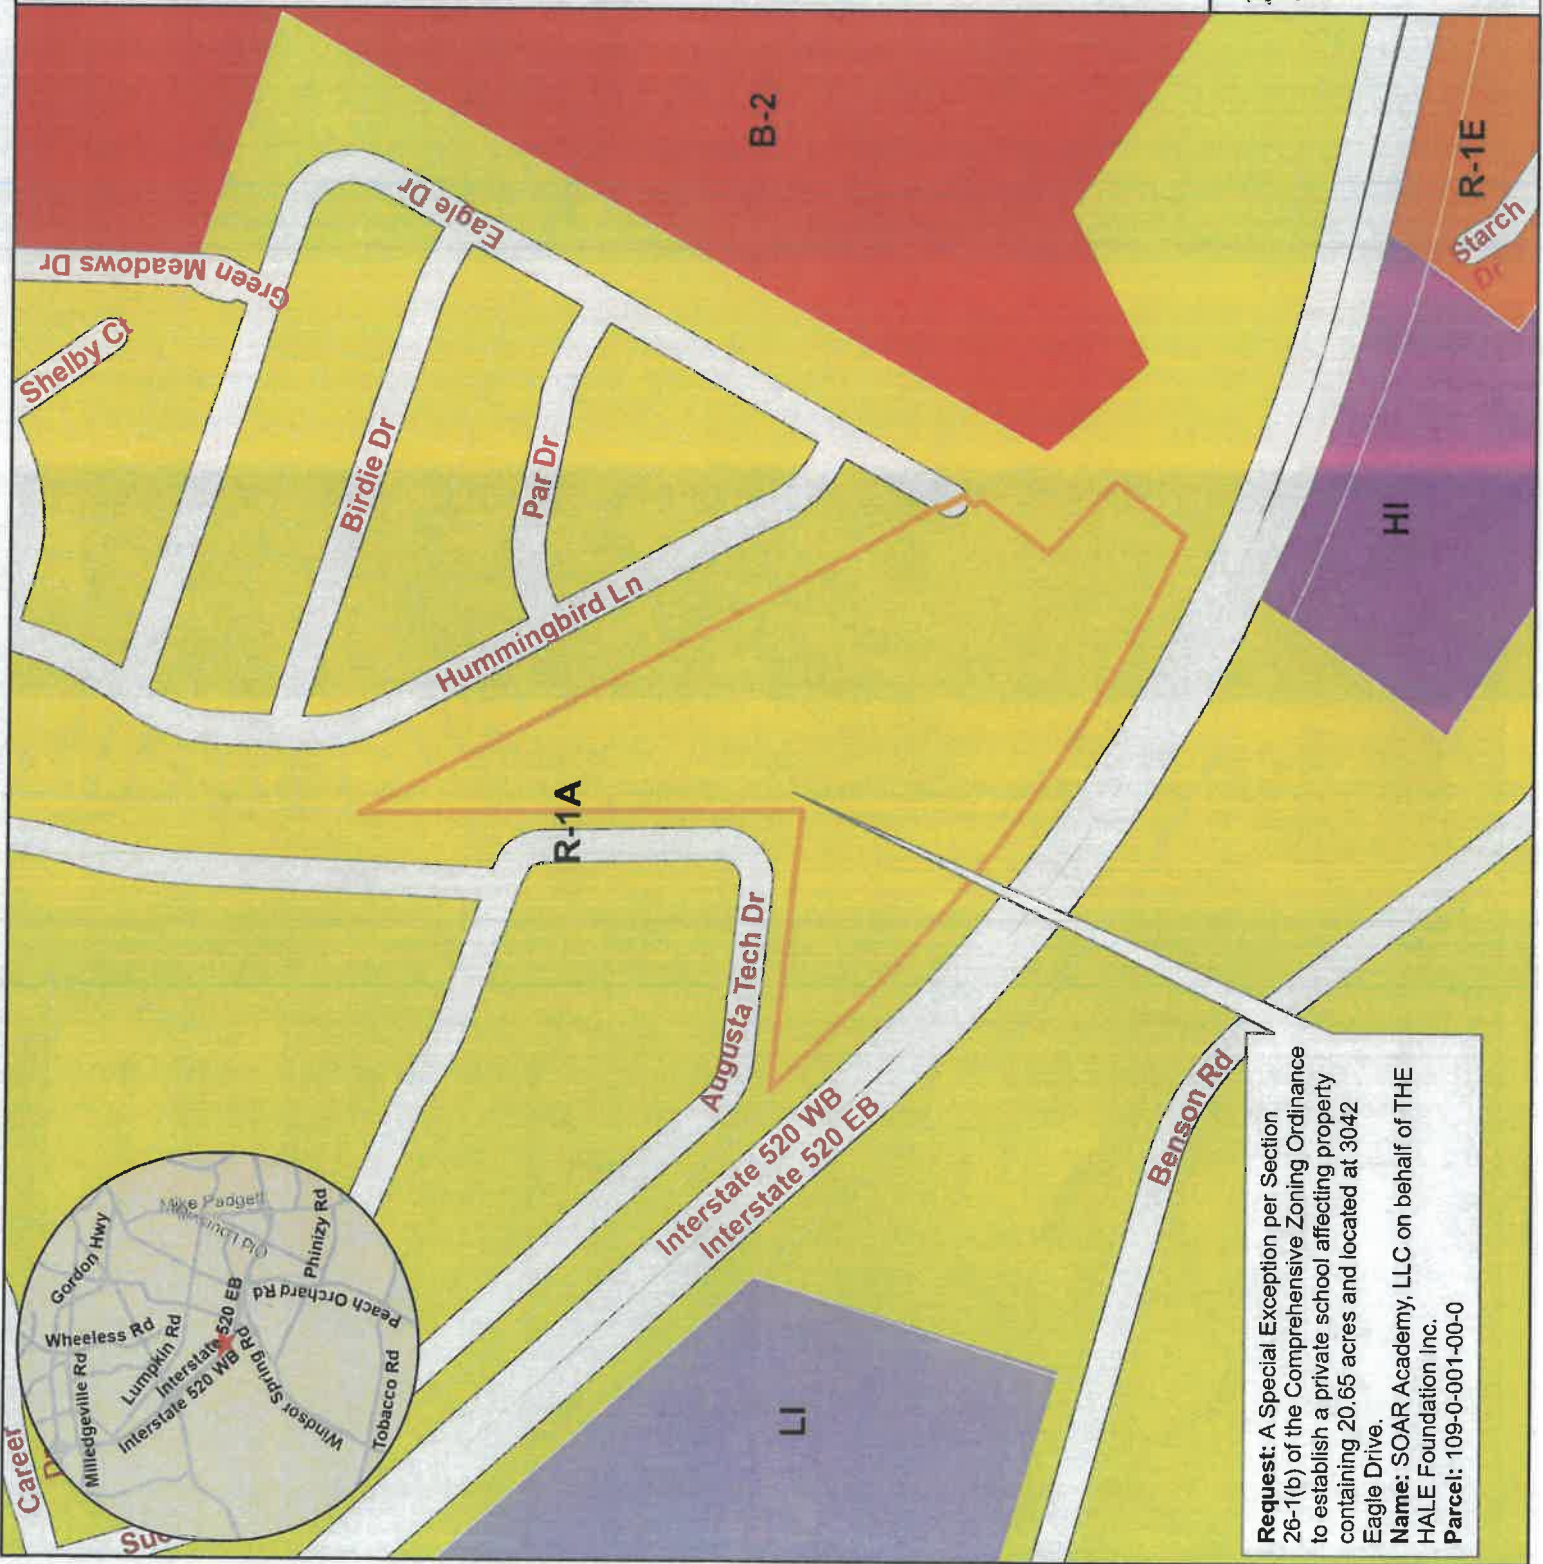 Career
Shelby Ct
Green Meadows Dr
Eagle Dr
Birdie Dr
Par Dr
Hummingbird Ln
Augusta Tech Dr
Interstate 520 WB
Interstate 520 EB
Benson Rd
Starch
Dr
B-2
R-1E
HI
R-1A
LI
Gordon Hwy
Mike Padgett
Phinizy Rd
Peach Orchard Rd
Wheeless Rd
Milledgeville Rd
Lumpkin Rd
Interstate 520 EB
Interstate 520 WB
Windsor Spring Rd
Tobacco Rd
Request: A Special Exception per Section
26-1(b) of the Comprehensive Zoning Ordinance
to establish a private school affecting property
containing 20.65 acres and located at 3042
Eagle Drive.
Name: SOAR Academy, LLC on behalf of THE
HALE Foundation Inc.
Parcel: 109-0-001-00-0